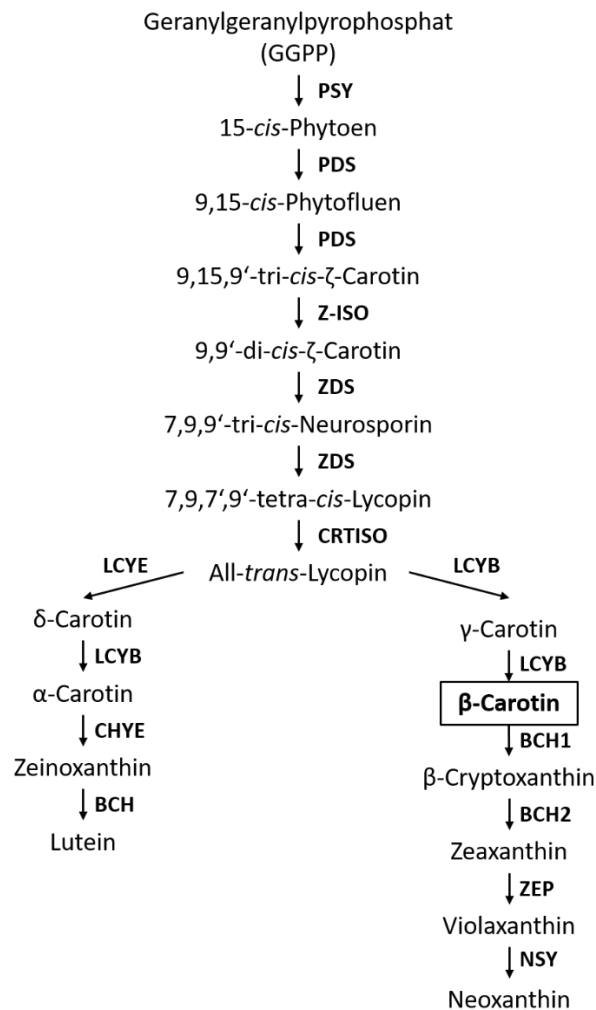 Geranylgeranylpyrophosphat
(GGPP)
PSY
15-cis-Phytoen
PDS
9,15-cis-Phytofluen
PDS
9,15,9‘-tri-cis-ζ-Carotin
Z-ISO
9,9‘-di-cis-ζ-Carotin
ZDS
7,9,9‘-tri-cis-Neurosporin
ZDS
7,9,7‘,9‘-tetra-cis-Lycopin
CRTISO
LCYE All-trans-Lycopin LCYB
δ-Carotin
LCYB
α-Carotin
CHYE
Zeinoxanthin
BCH
Lutein
γ-Carotin
LCYB
β-Carotin
BCH1
β-Cryptoxanthin
BCH2
Zeaxanthin
ZEP
Violaxanthin
NSY
Neoxanthin